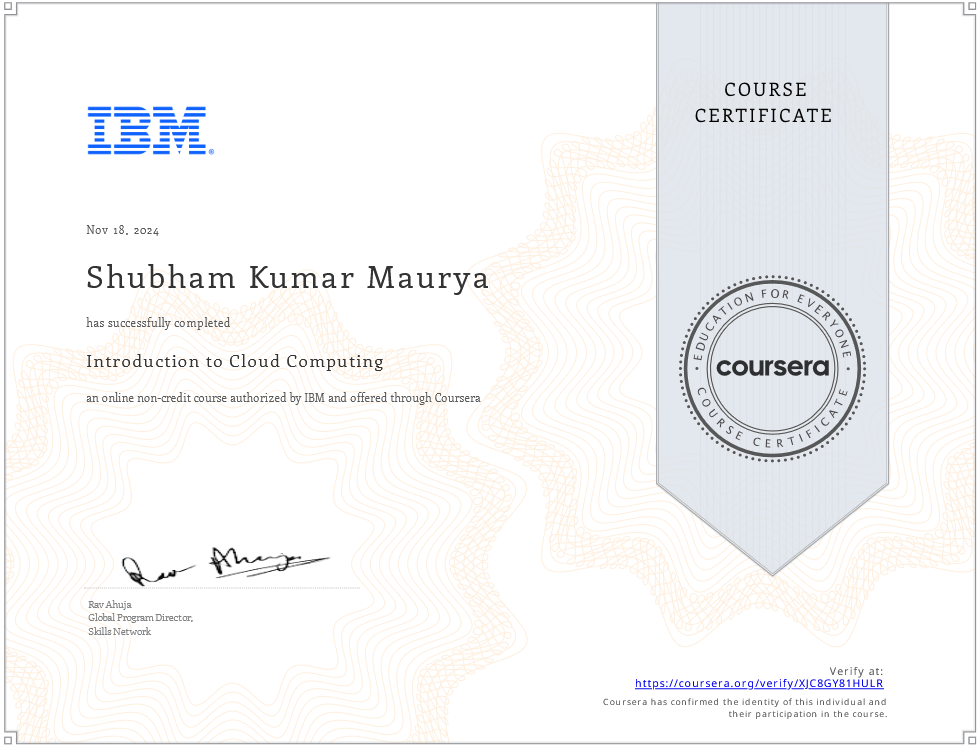 COURSE
CERTIFICATE
IBM®
Nov 18, 2024
Shubham Kumar Maurya
has successfully completed
Introduction to Cloud Computing
an online non-credit course authorized by IBM and offered through Coursera
EDUCATION FOR EVERYONE
coursera
COURSE CERTIFICATE
Rav Ahuja
Rav Ahuja
Global Program Director,
Skills Network
Verify at:
https://coursera.org/verify/XJC8GY81HULR
Coursera has confirmed the identity of this individual and
their participation in the course.